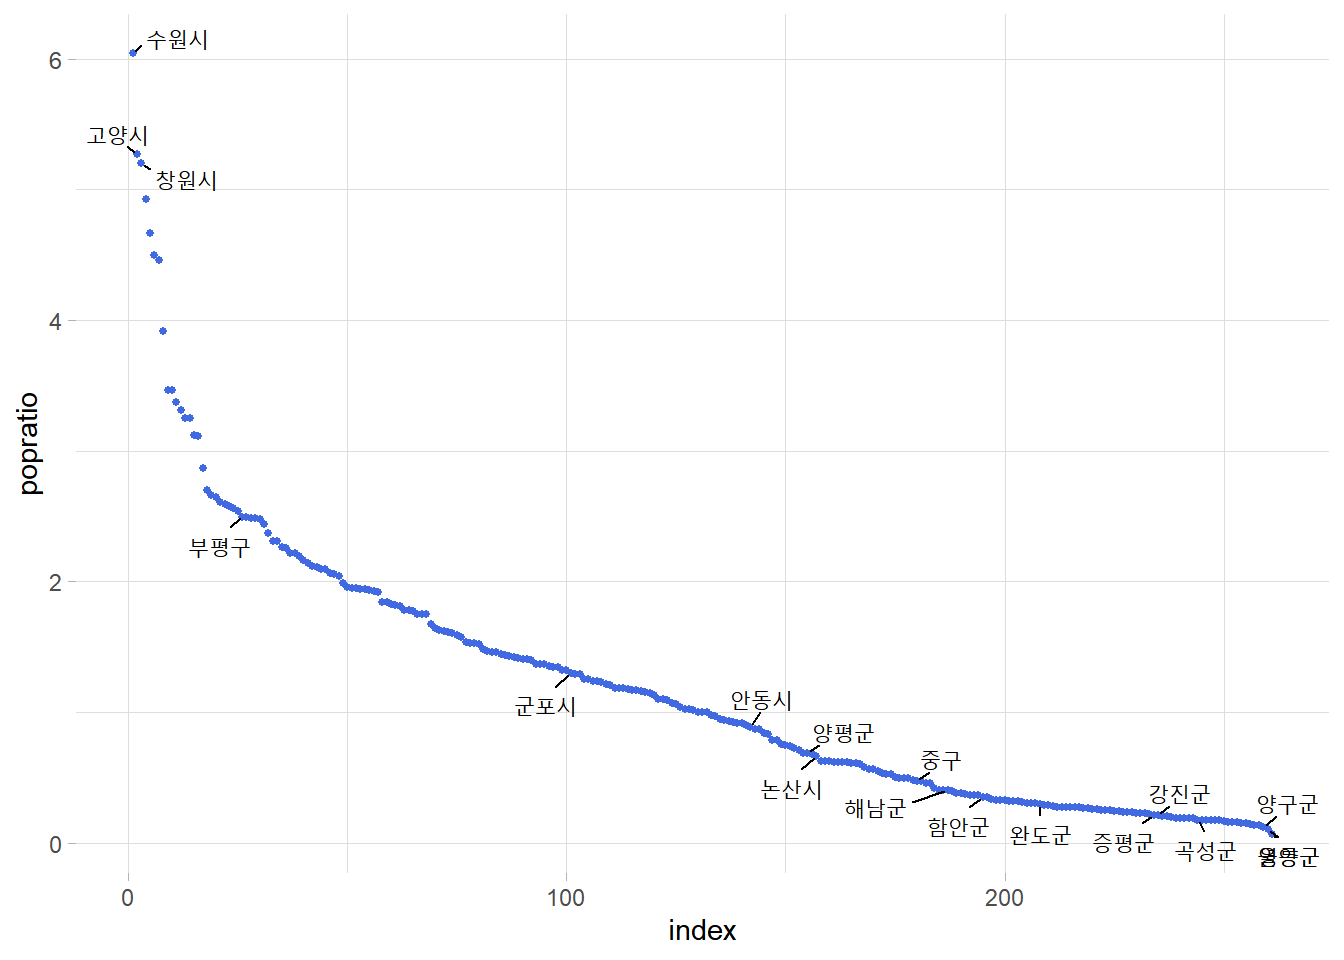 수원시
6
고양시
창원시
4
popratio
부평구
2
안동시
군포시
양평군
중구
논산시
강진군
양구군
해남군
함안군
완도군
증평군
곡성군
0
0
100
200
index